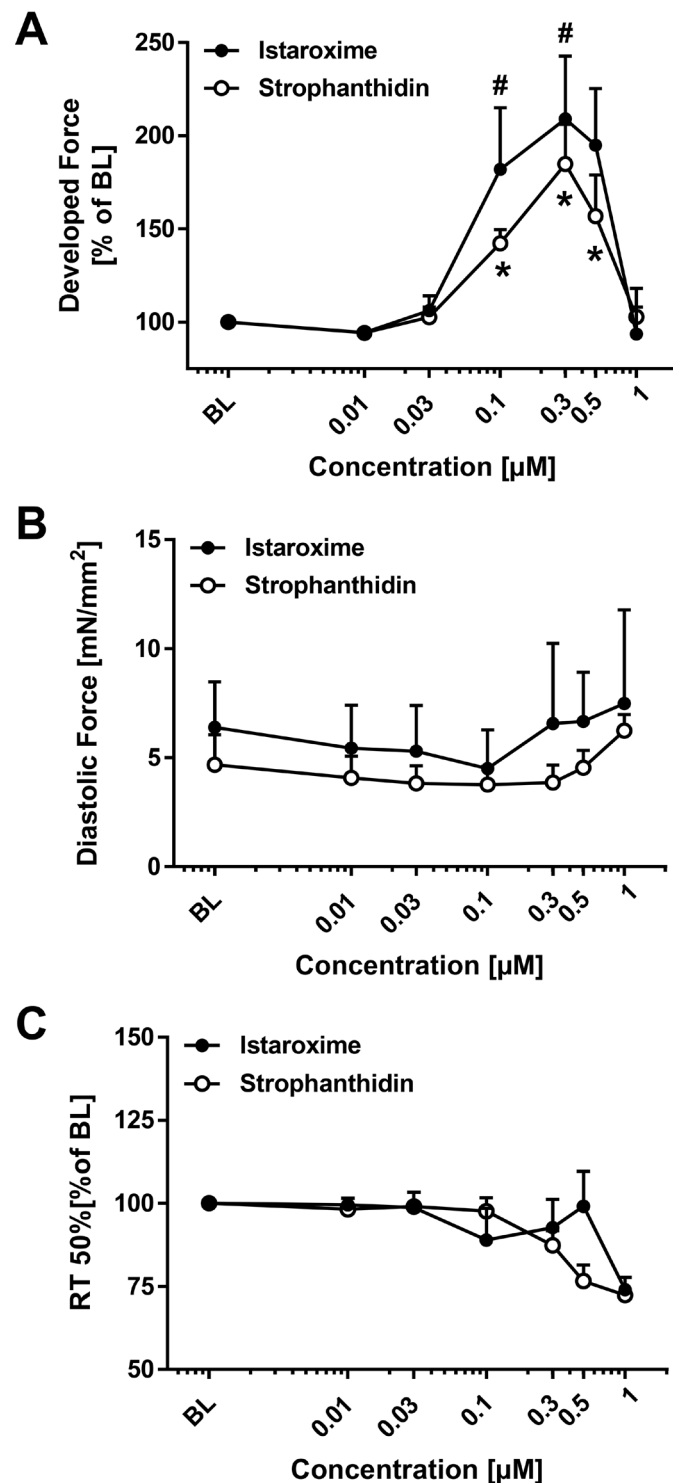 A
250
200
150
100
Developed Force
[% of BL]
Istaroxime
Strophanthidin
#
#
*
*
*
BL
0.01
0.03
0.1
0.3
0.5
1
Concentration [µM]
B
15
10
5
0
Diastolic Force [mN/mm²]
Istaroxime
Strophanthidin
BL
0.01
0.03
0.1
0.3
0.5
1
Concentration [µM]
C
150
125
100
75
50
RT 50%[%of BL]
Istaroxime
Strophanthidin
BL
0.01
0.03
0.1
0.3
0.5
1
Concentration [µM]